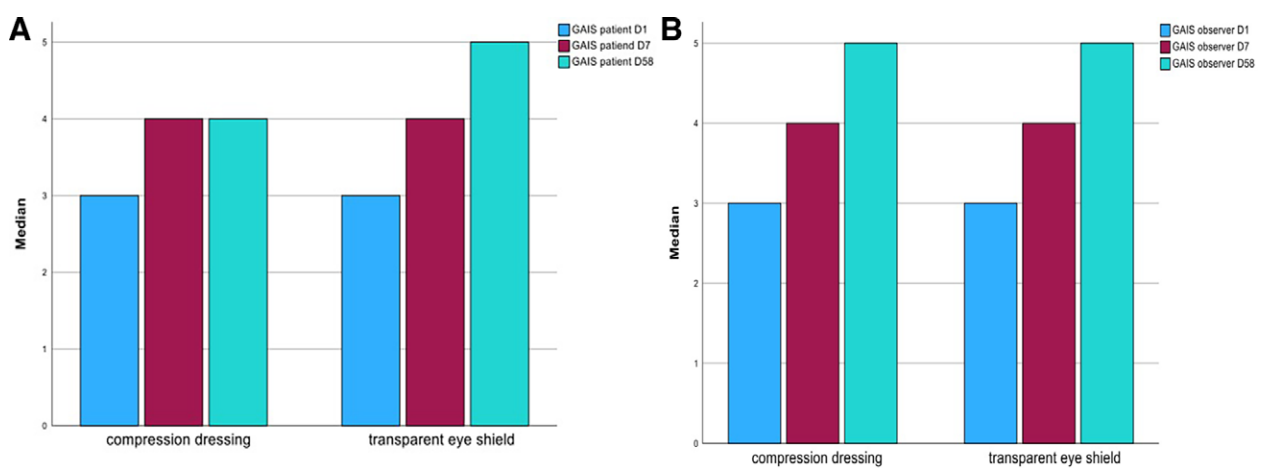 A
GAIS patient D1
GAIS patiend D7
GAIS patient D58
5
4
3
2
1
0
Median
compression dressing
transparent eye shield
B
GAIS observer D1
GAIS observer D7
GAIS observer D58
5
4
3
2
1
0
Median
compression dressing
transparent eye shield